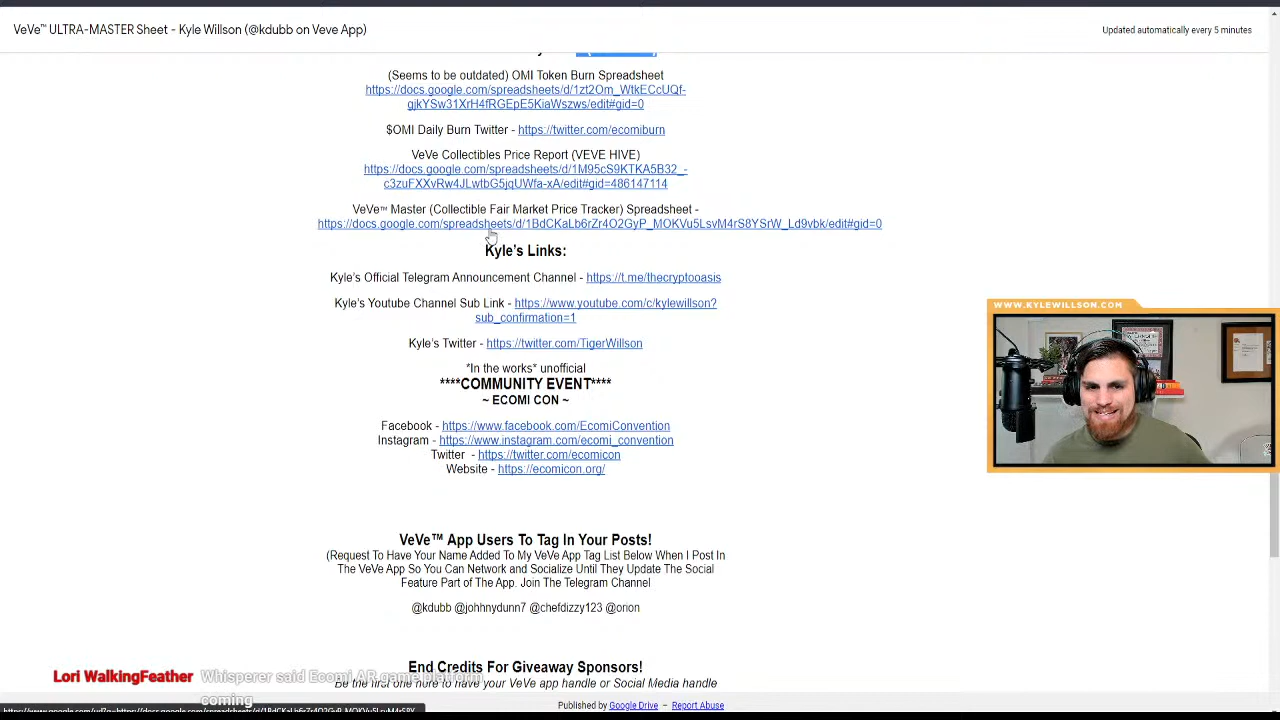 VeVe™ ULTRA-MASTER Sheet - Kyle Willson (@kdubb on Veve App)
Updated automatically every 5 minutes
(Seems to be outdated) OMI Token Burn Spreadsheet
https://docs.google.com/spreadsheets/d/1zt2Om_WtkECcUQf-
gjkYSw31XrH4fRGEpE5KiaWszws/edit#gid=0
$OMI Daily Burn Twitter - https://twitter.com/ecomiburn
VeVe Collectibles Price Report (VEVE HIVE)
https://docs.google.com/spreadsheets/d/1M95cS9KTKA5B32_-
c3zuFXXvRw4JLwtbG5jqUWfa-xA/edit#gid=486147114
VeVe™ Master (Collectible Fair Market Price Tracker) Spreadsheet -
https://docs.google.com/spreadsheets/d/1BdCKaLb6rZr4O2GyP_MOKVu5LsvM4rS8YSrW_Ld9vbk/edit#gid=0
Kyle's Links:
Kyle's Official Telegram Announcement Channel - https://t.me/thecryptooasis
Kyle's Youtube Channel Sub Link - https://www.youtube.com/c/kylewillson?
sub_confirmation=1
Kyle's Twitter - https://twitter.com/TigerWillson
*In the works* unofficial
****COMMUNITY EVENT****
~ ECOMI CON ~
Facebook - https://www.facebook.com/EcomiConvention
Instagram - https://www.instagram.com/ecomi_convention
Twitter - https://twitter.com/ecomicon
Website - https://ecomicon.org/
WWW.KYLEWILLSON.COM
VeVe™ App Users To Tag In Your Posts!
(Request To Have Your Name Added To My VeVe App Tag List Below When I Post In
The VeVe App So You Can Network and Socialize Until They Update The Social
Feature Part of The App. Join The Telegram Channel
@kdubb @johhnydunn7 @chefdizzy123 @orion
End Credits For Giveaway Sponsors!
Be the first one here to have your VeVe app handle or Social Media handle
Lori WalkingFeather Whisperer said Ecomi AR game platform
coming
Published by Google Drive – Report Abuse